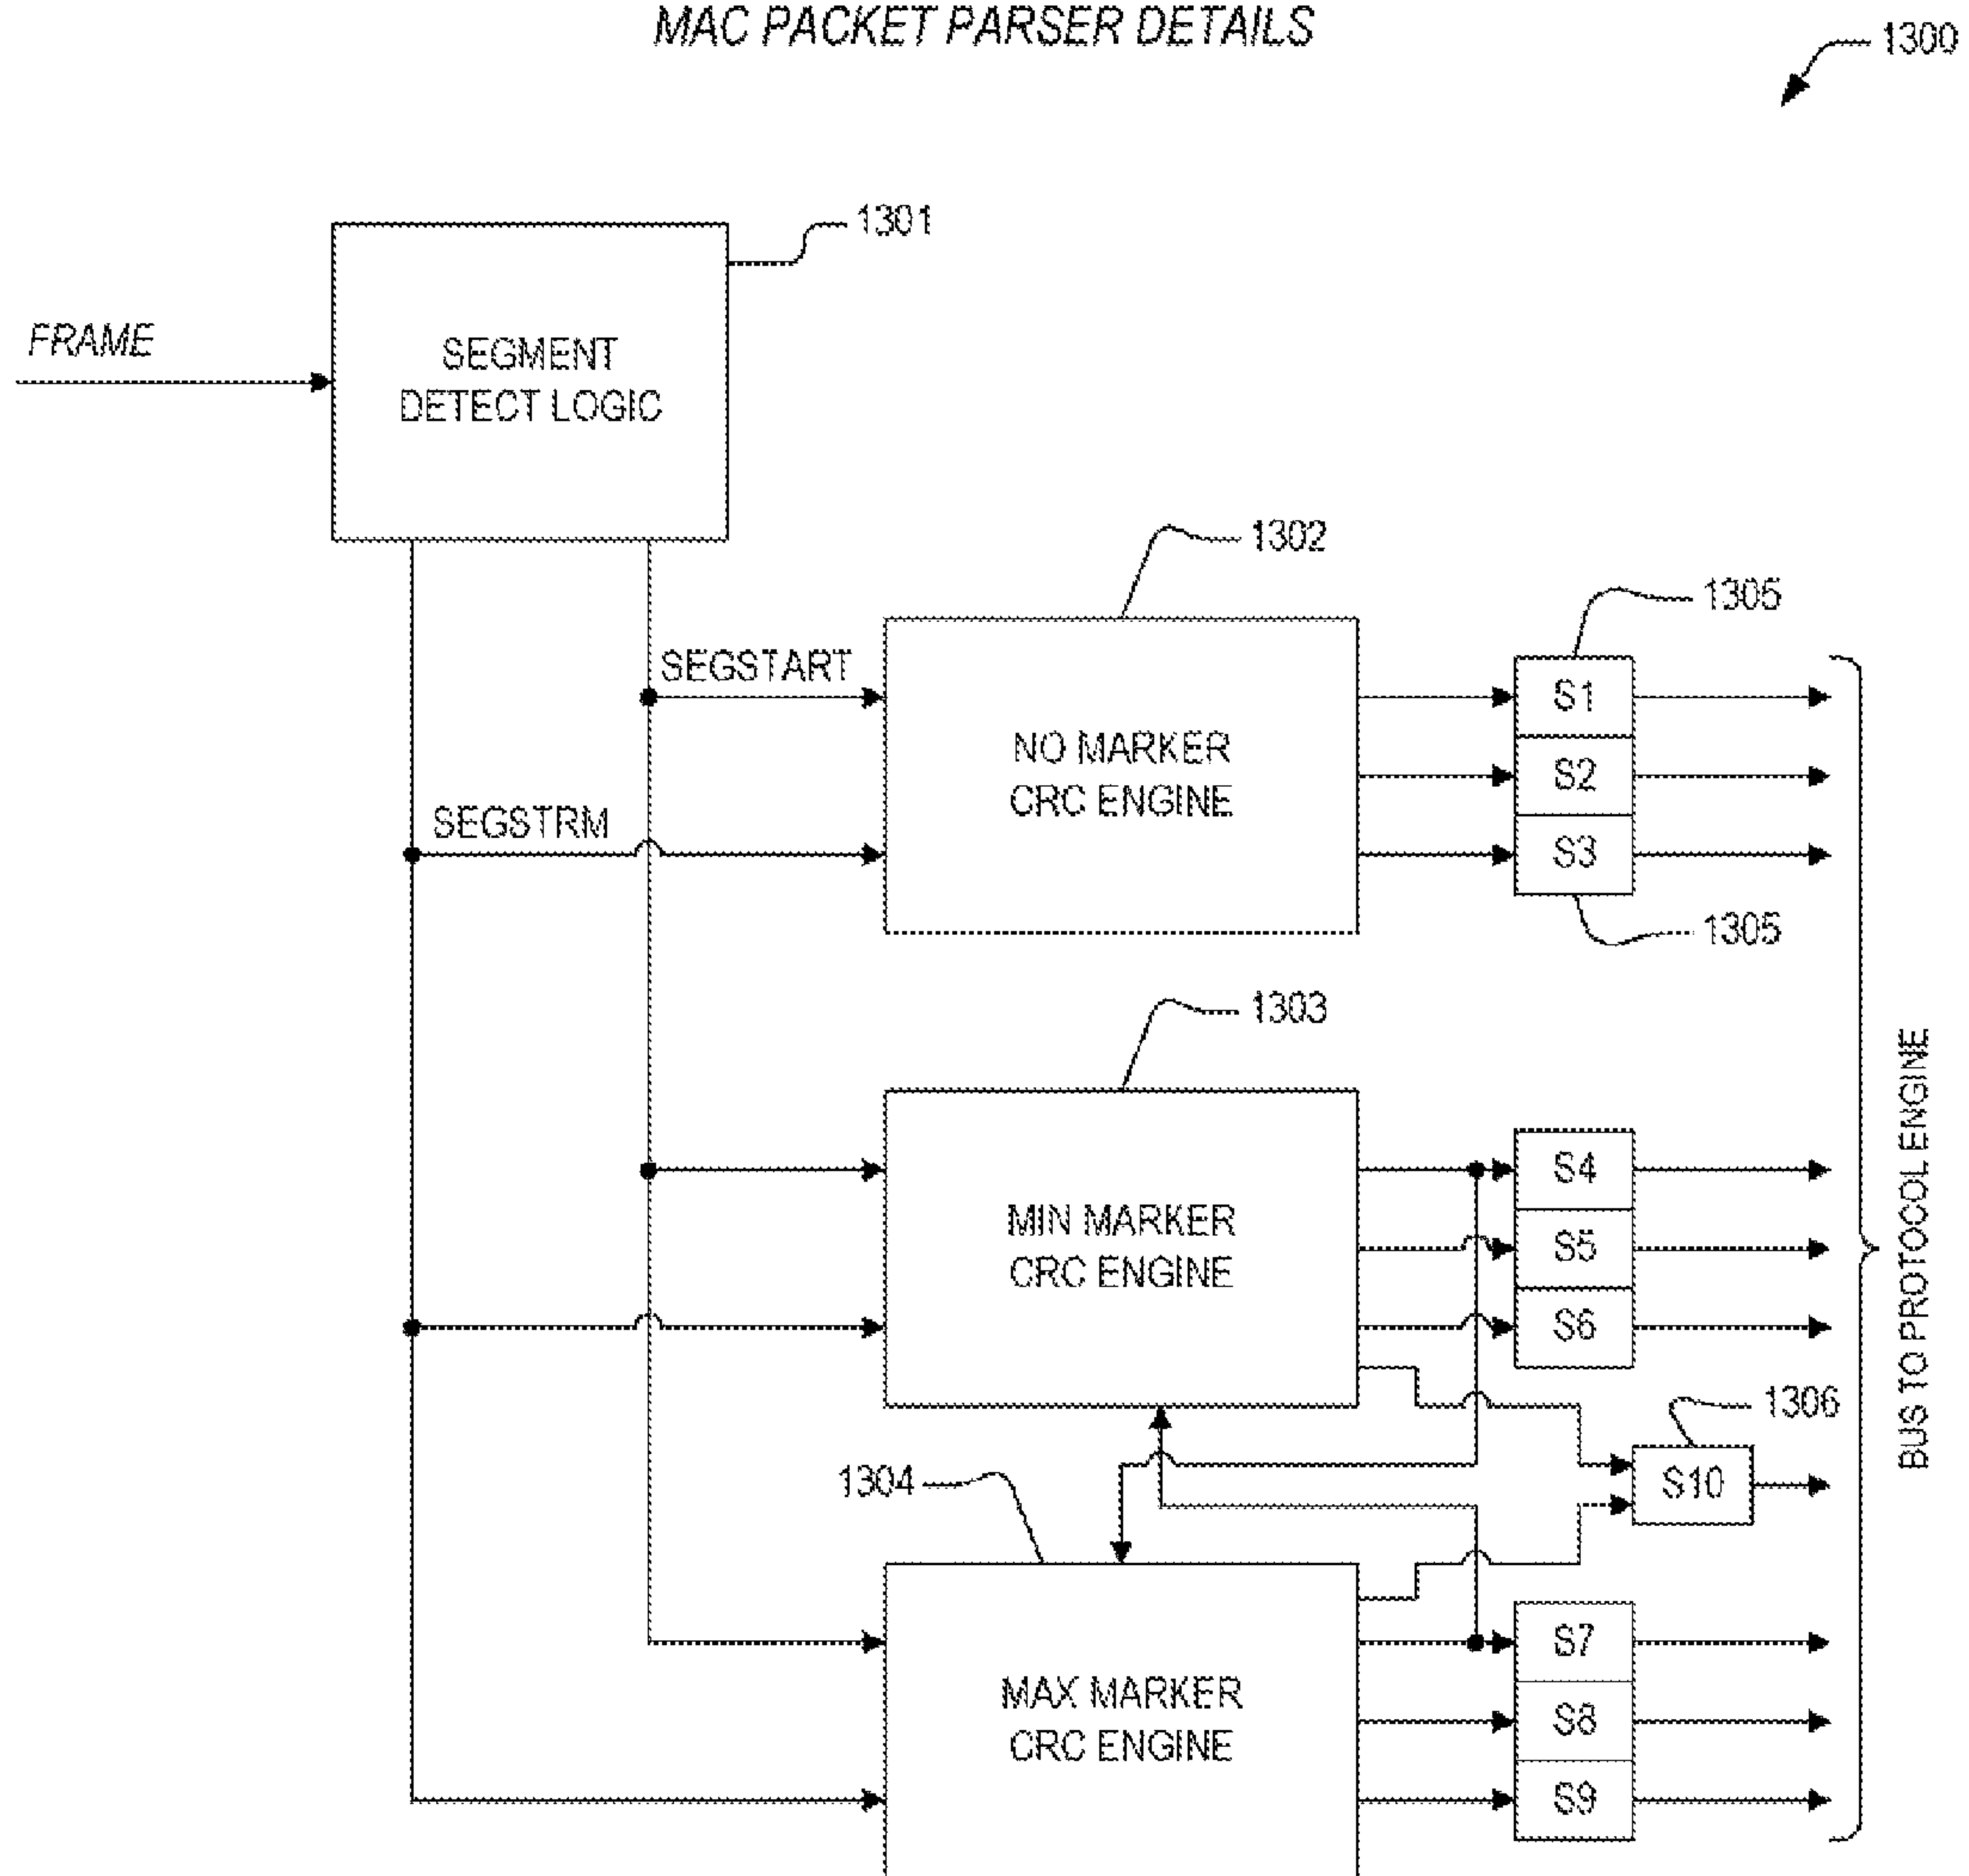 MAC PACKET PARSER DETAILS
1300
1301
FRAME
SEGMENT
DETECT LOGIC
1302
1305
SEGSTART
S1
NO MARKER
CRC ENGINE
S2
SEGSTRM
S3
1305
1303
S4
MIN MARKER
CRC ENGINE
S5
S6
BUS TO PROTOCOL ENGINE
1306
1304
S10
S7
MAX MARKER
CRC ENGINE
S8
S9